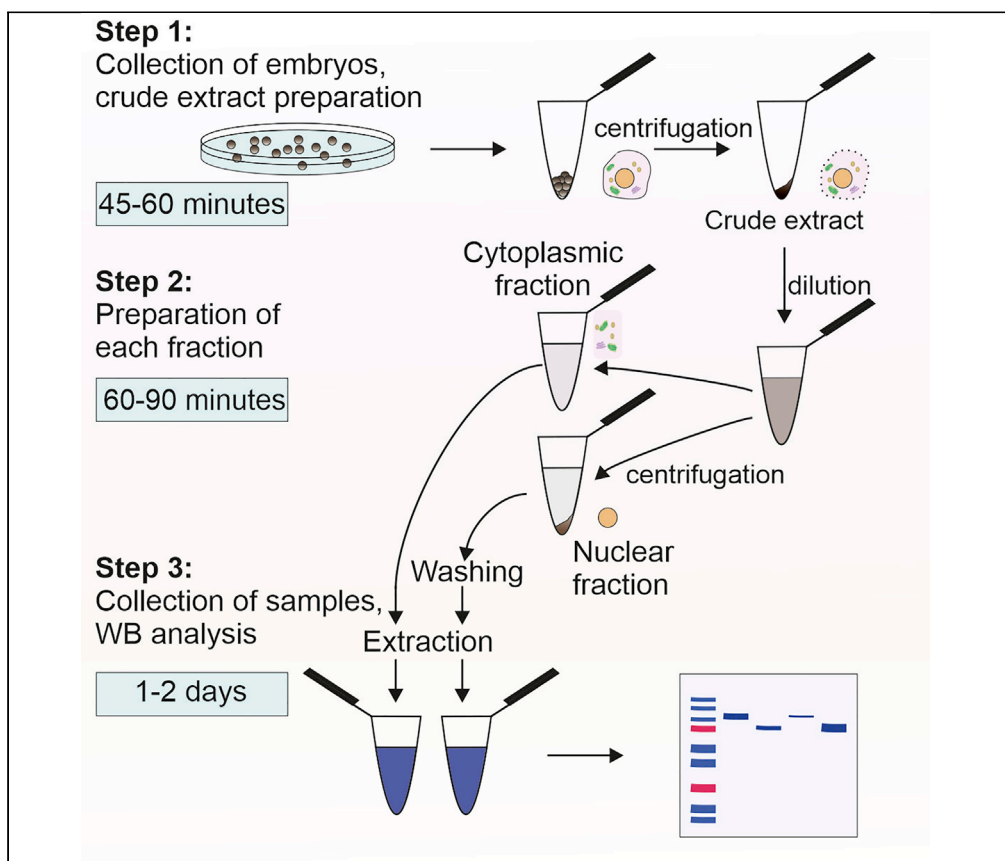 Step 1:
Collection of embryos,
crude extract preparation
45-60 minutes
centrifugation
Crude extract
dilution
Step 2:
Preparation of
each fraction
60-90 minutes
Cytoplasmic
fraction
centrifugation
Nuclear
fraction
Step 3:
Collection of samples,
WB analysis
1-2 days
Washing
Extraction